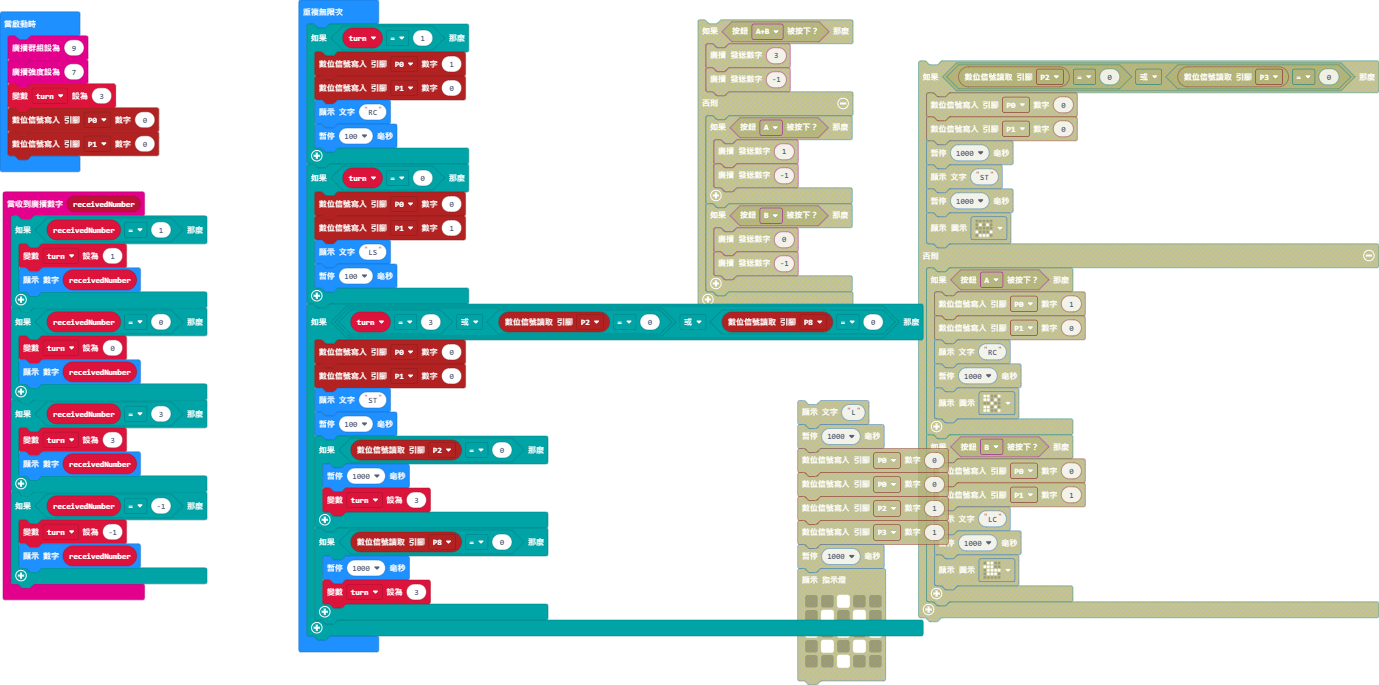 當啟動時
廣播群組設為 9
廣播強度設為 7
變數 turn 設為 3
數位信號寫入 引腳 P0 數字 0
數位信號寫入 引腳 P1 數字 0
當收到廣播數字 receivedNumber
如果 receivedNumber = 1 那麼
變數 turn 設為 1
顯示 數字 receivedNumber
如果 receivedNumber = 0 那麼
變數 turn 設為 0
顯示 數字 receivedNumber
如果 receivedNumber = 3 那麼
變數 turn 設為 3
顯示 數字 receivedNumber
如果 receivedNumber = -1 那麼
變數 turn 設為 -1
顯示 數字 receivedNumber
重複無限次
如果 turn = 1 那麼
數位信號寫入 引腳 P0 數字 1
數位信號寫入 引腳 P1 數字 0
顯示 文字 "RC"
暫停 100 毫秒
如果 turn = 0 那麼
數位信號寫入 引腳 P0 數字 0
數位信號寫入 引腳 P1 數字 1
顯示 文字 "LS"
暫停 100 毫秒
如果 turn = 3 或 數位信號讀取 引腳 P2 = 0 或 數位信號讀取 引腳 P8 = 0 那麼
數位信號寫入 引腳 P0 數字 0
數位信號寫入 引腳 P1 數字 0
顯示 文字 "ST"
暫停 100 毫秒
如果 數位信號讀取 引腳 P2 = 0 那麼
暫停 1000 毫秒
變數 turn 設為 3
如果 數位信號讀取 引腳 P8 = 0 那麼
暫停 1000 毫秒
變數 turn 設為 3
如果 按鈕 A+B 被按下? 那麼
廣播 發送數字 3
廣播 發送數字 -1
否則
如果 按鈕 A 被按下? 那麼
廣播 發送數字 1
廣播 發送數字 -1
如果 按鈕 B 被按下? 那麼
廣播 發送數字 0
廣播 發送數字 -1
顯示 文字 "L"
暫停 1000 毫秒
數位信號寫入 引腳 P0 數字 0
數位信號寫入 引腳 P0 數字 0
數位信號寫入 引腳 P2 數字 1
數位信號寫入 引腳 P3 數字 1
暫停 1000 毫秒
顯示 指示燈
如果 數位信號讀取 引腳 P2 = 0 或 數位信號讀取 引腳 P3 = 0 那麼
數位信號寫入 引腳 P0 數字 0
數位信號寫入 引腳 P1 數字 0
暫停 1000 毫秒
顯示 文字 "ST"
暫停 1000 毫秒
顯示 圖示
否則
如果 按鈕 A 被按下? 那麼
數位信號寫入 引腳 P0 數字 1
數位信號寫入 引腳 P1 數字 0
顯示 文字 "RC"
暫停 1000 毫秒
顯示 圖示
如果 按鈕 B 被按下? 那麼
位信號寫入 引腳 P0 數字 0
位信號寫入 引腳 P1 數字 1
文字 "LC"
1000 毫秒
顯示 圖示